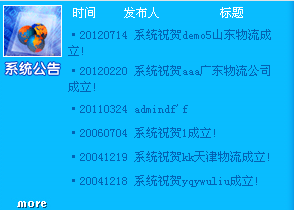 时间 发布人 标题
·20120714 系统祝贺demo5山东物流成
立！
·20120220 系统祝贺aaa广东物流公司
成立！
系统公告
·20110324 admindf'f
·20060704 系统祝贺1成立！
·20041219 系统祝贺kk天津物流成立！
·20041218 系统祝贺yqywuliu成立！
more